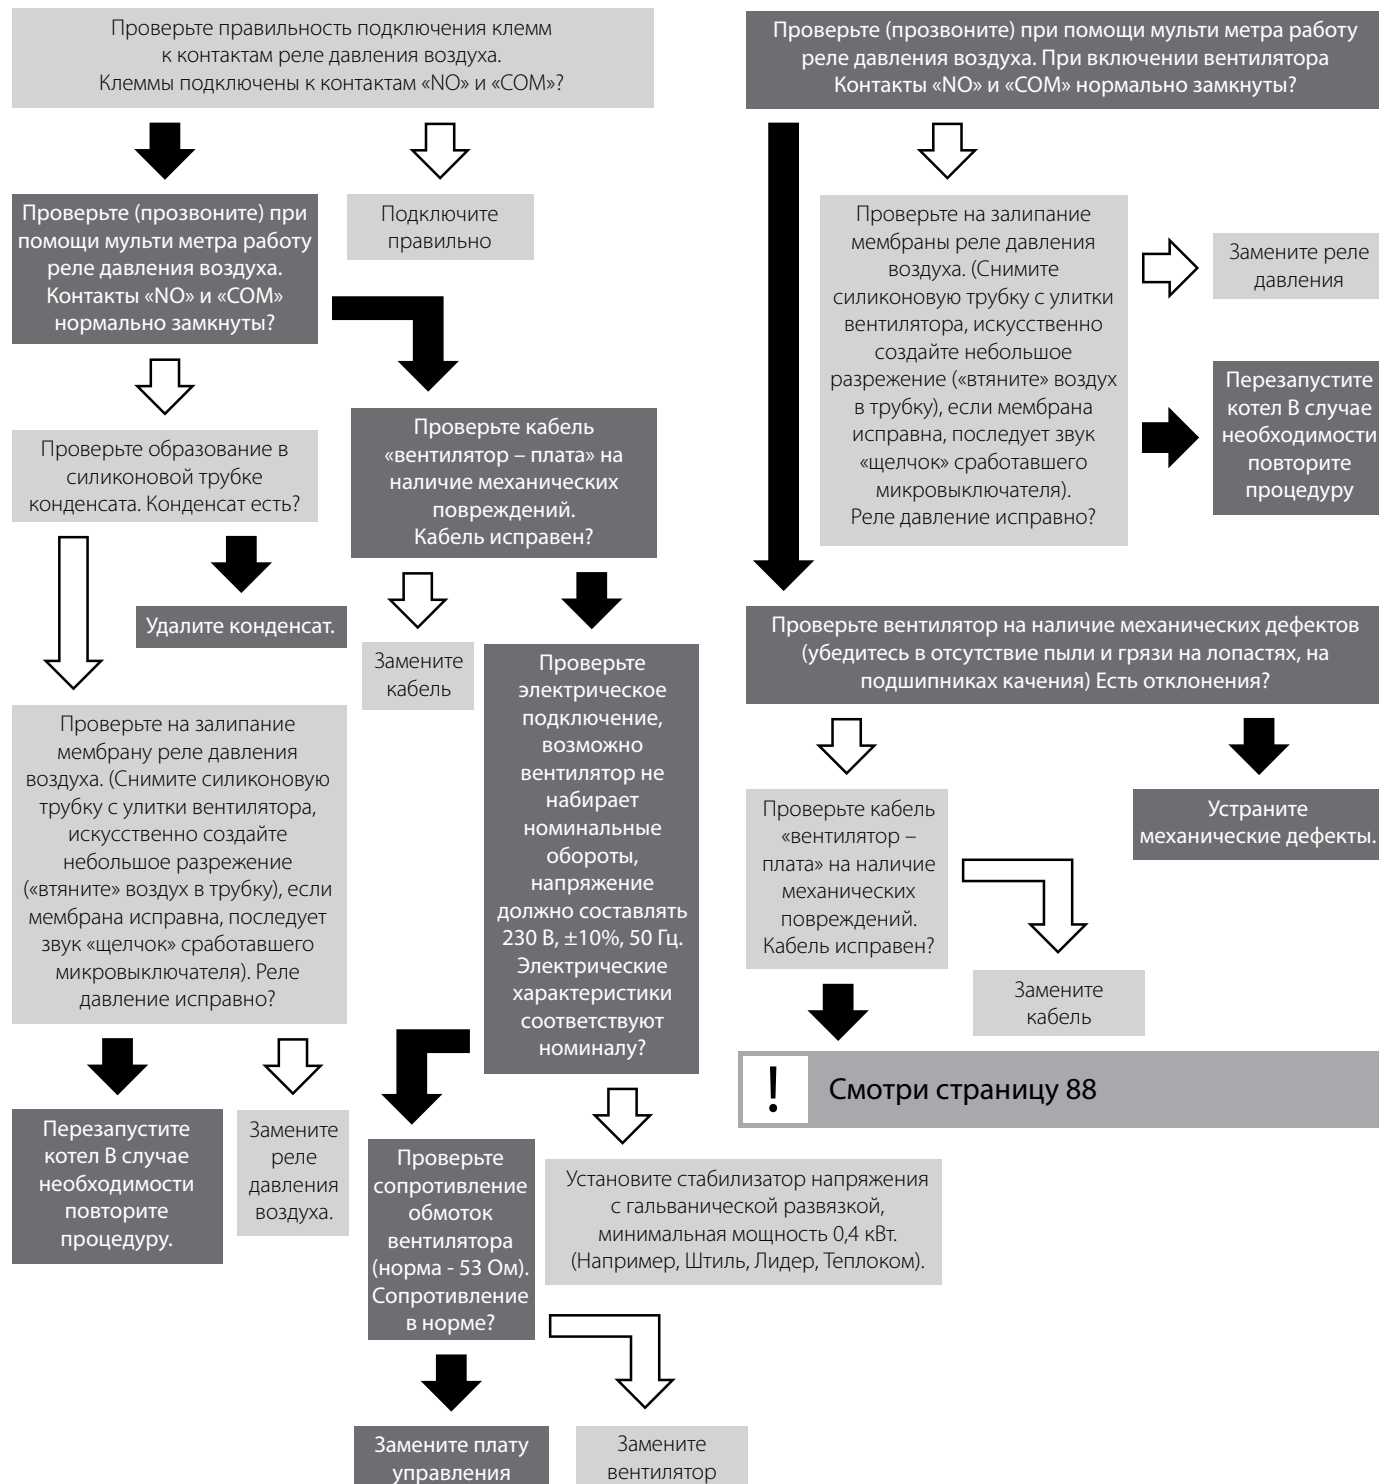 Проверьте правильность подключения клемм
к контактам реле давления воздуха.
Клеммы подключены к контактам «NO» и «COM»?
Проверьте (прозвоните) при
помощи мульти метра работу
реле давления воздуха.
Контакты «NO» и «COM»
нормально замкнуты?
Подключите
правильно
Проверьте образование в
силиконовой трубке
конденсата. Конденсат есть?
Проверьте кабель
«вентилятор – плата» на
наличие механических
повреждений.
Кабель исправен?
Удалите конденсат.
Замените
кабель
Проверьте
электрическое
подключение,
возможно
вентилятор не
набирает
номинальные
обороты,
напряжение
должно составлять
230 В, ±10%, 50 Гц.
Электрические
характеристики
соответствуют
номиналу?
Проверьте на залипание
мембрану реле давления
воздуха. (Снимите силиконовую
трубку с улитки вентилятора,
искусственно создайте
небольшое разрежение
(«втяните» воздух в трубку), если
мембрана исправна, последует
звук «щелчок» сработавшего
микровыключателя). Реле
давление исправно?
Перезапустите
котел В случае
необходимости
повторите
процедуру.
Замените
реле
давления
воздуха.
Проверьте
сопротивление
обмоток
вентилятора
(норма - 53 Ом).
Сопротивление
в норме?
Установите стабилизатор напряжения
с гальванической развязкой,
минимальная мощность 0,4 кВт.
(Например, Штиль, Лидер, Теплоком).
Замените плату
управления
Замените
вентилятор
Проверьте (прозвоните) при помощи мульти метра работу
реле давления воздуха. При включении вентилятора
Контакты «NO» и «COM» нормально замкнуты?
Проверьте на залипание
мембраны реле давления
воздуха. (Снимите
силиконовую трубку с улитки
вентилятора, искусственно
создайте небольшое
разрежение («втяните» воздух
в трубку), если мембрана
исправна, последует звук
«щелчок» сработавшего
микровыключателя).
Реле давление исправно?
Замените реле
давления
Перезапустите
котел В случае
необходимости
повторите
процедуру
Проверьте вентилятор на наличие механических дефектов
(убедитесь в отсутствие пыли и грязи на лопастях, на
подшипниках качения) Есть отклонения?
Проверьте кабель
«вентилятор –
плата» на наличие
механических
повреждений.
Кабель исправен?
Устраните
механические дефекты.
Замените
кабель
! Смотри страницу 88